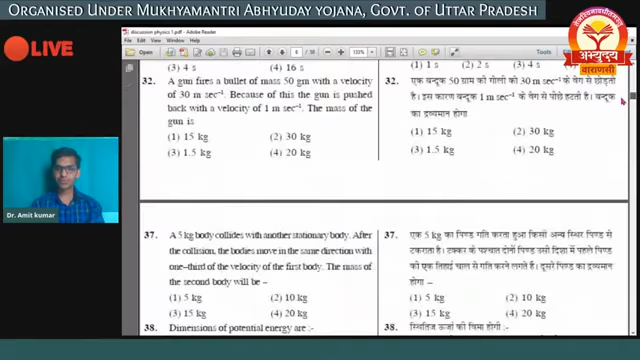 ORGANISED UNDER MUKHYAMANTRI ABHYUDAY YOJANA, GOVT. OF UTTAR PRADESH
LIVE
अभ्युदय
वाराणसी
discussion physics 1 - Adobe Reader
File Edit View Window Help
Tools
(3) 4 s (4) 16 s
32. A gun fires a bullet of mass 50 gm with a velocity
of 30 m sec⁻¹. Because of this the gun is pushed
back with a velocity of 1 m sec⁻¹. The mass of the
gun is
(1) 15 kg (2) 30 kg
(3) 1.5 kg (4) 20 kg
(1) 1 s (2) 2 s (3) 4 s
32. एक बन्दूक 50 ग्राम की गोली को 30 m sec⁻¹ के वेग से छोड़ती
है। इस कारण बन्दूक 1 m sec⁻¹ के वेग से पीछे हटती है। बन्दूक
का द्रव्यमान होगा
(1) 15 kg (2) 30 kg
(3) 1.5 kg (4) 20 kg
Dr. Amit kumar
37. A 5 kg body collides with another stationary body. After
the collision, the bodies move in the same direction with
one-third of the velocity of the first body. The mass of
the second body will be –
(1) 5 kg (2) 10 kg
(3) 15 kg (4) 20 kg
38. Dimensions of potential energy are :-
37. एक 5 kg का पिण्ड गति करता हुआ किसी अन्य स्थिर पिण्ड से
टकराता है। टक्कर के पश्चात दोनों पिण्ड उसी दिशा में पहले पिण्ड
की एक तिहाई चाल से गति करने लगते हैं। दूसरे पिण्ड का द्रव्यमान
होगा –
(1) 5 kg (2) 10 kg
(3) 15 kg (4) 20 kg
38. स्थितिज ऊर्जा की विमा होगी :-